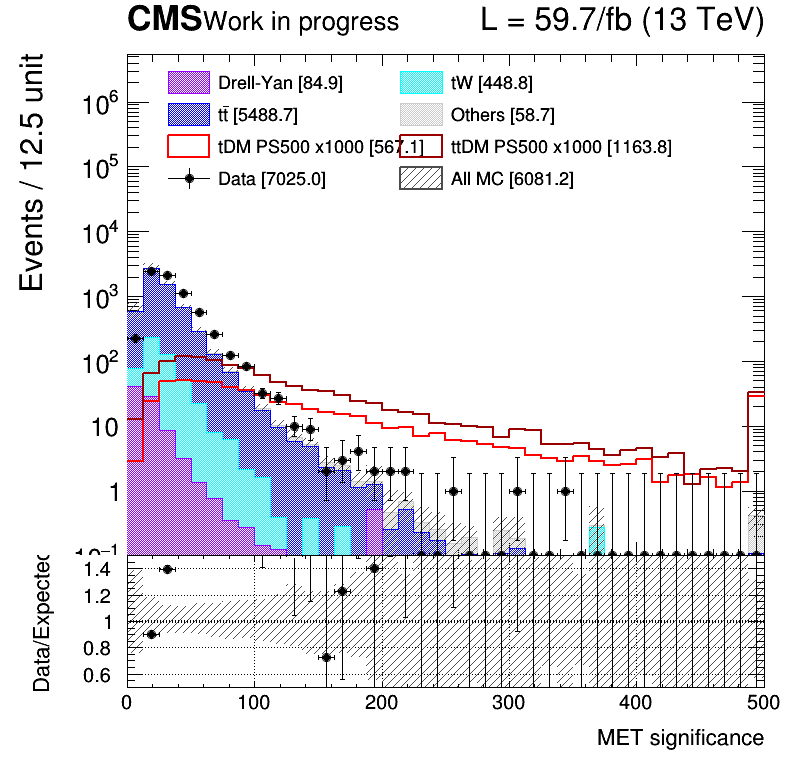 CMS Work in progress L = 59.7/fb (13 TeV)
Events / 12.5 unit
Drell-Yan [84.9] tW [448.8]
tt̄ [5488.7] Others [58.7]
tDM PS500 x1000 [567.1] ttDM PS500 x1000 [1163.8]
Data [7025.0] All MC [6081.2]
10⁶
10⁵
10⁴
10³
10²
10
1
10⁻¹
Data/Expected
1.4
1.2
1
0.8
0.6
0 100 200 300 400 500
MET significance